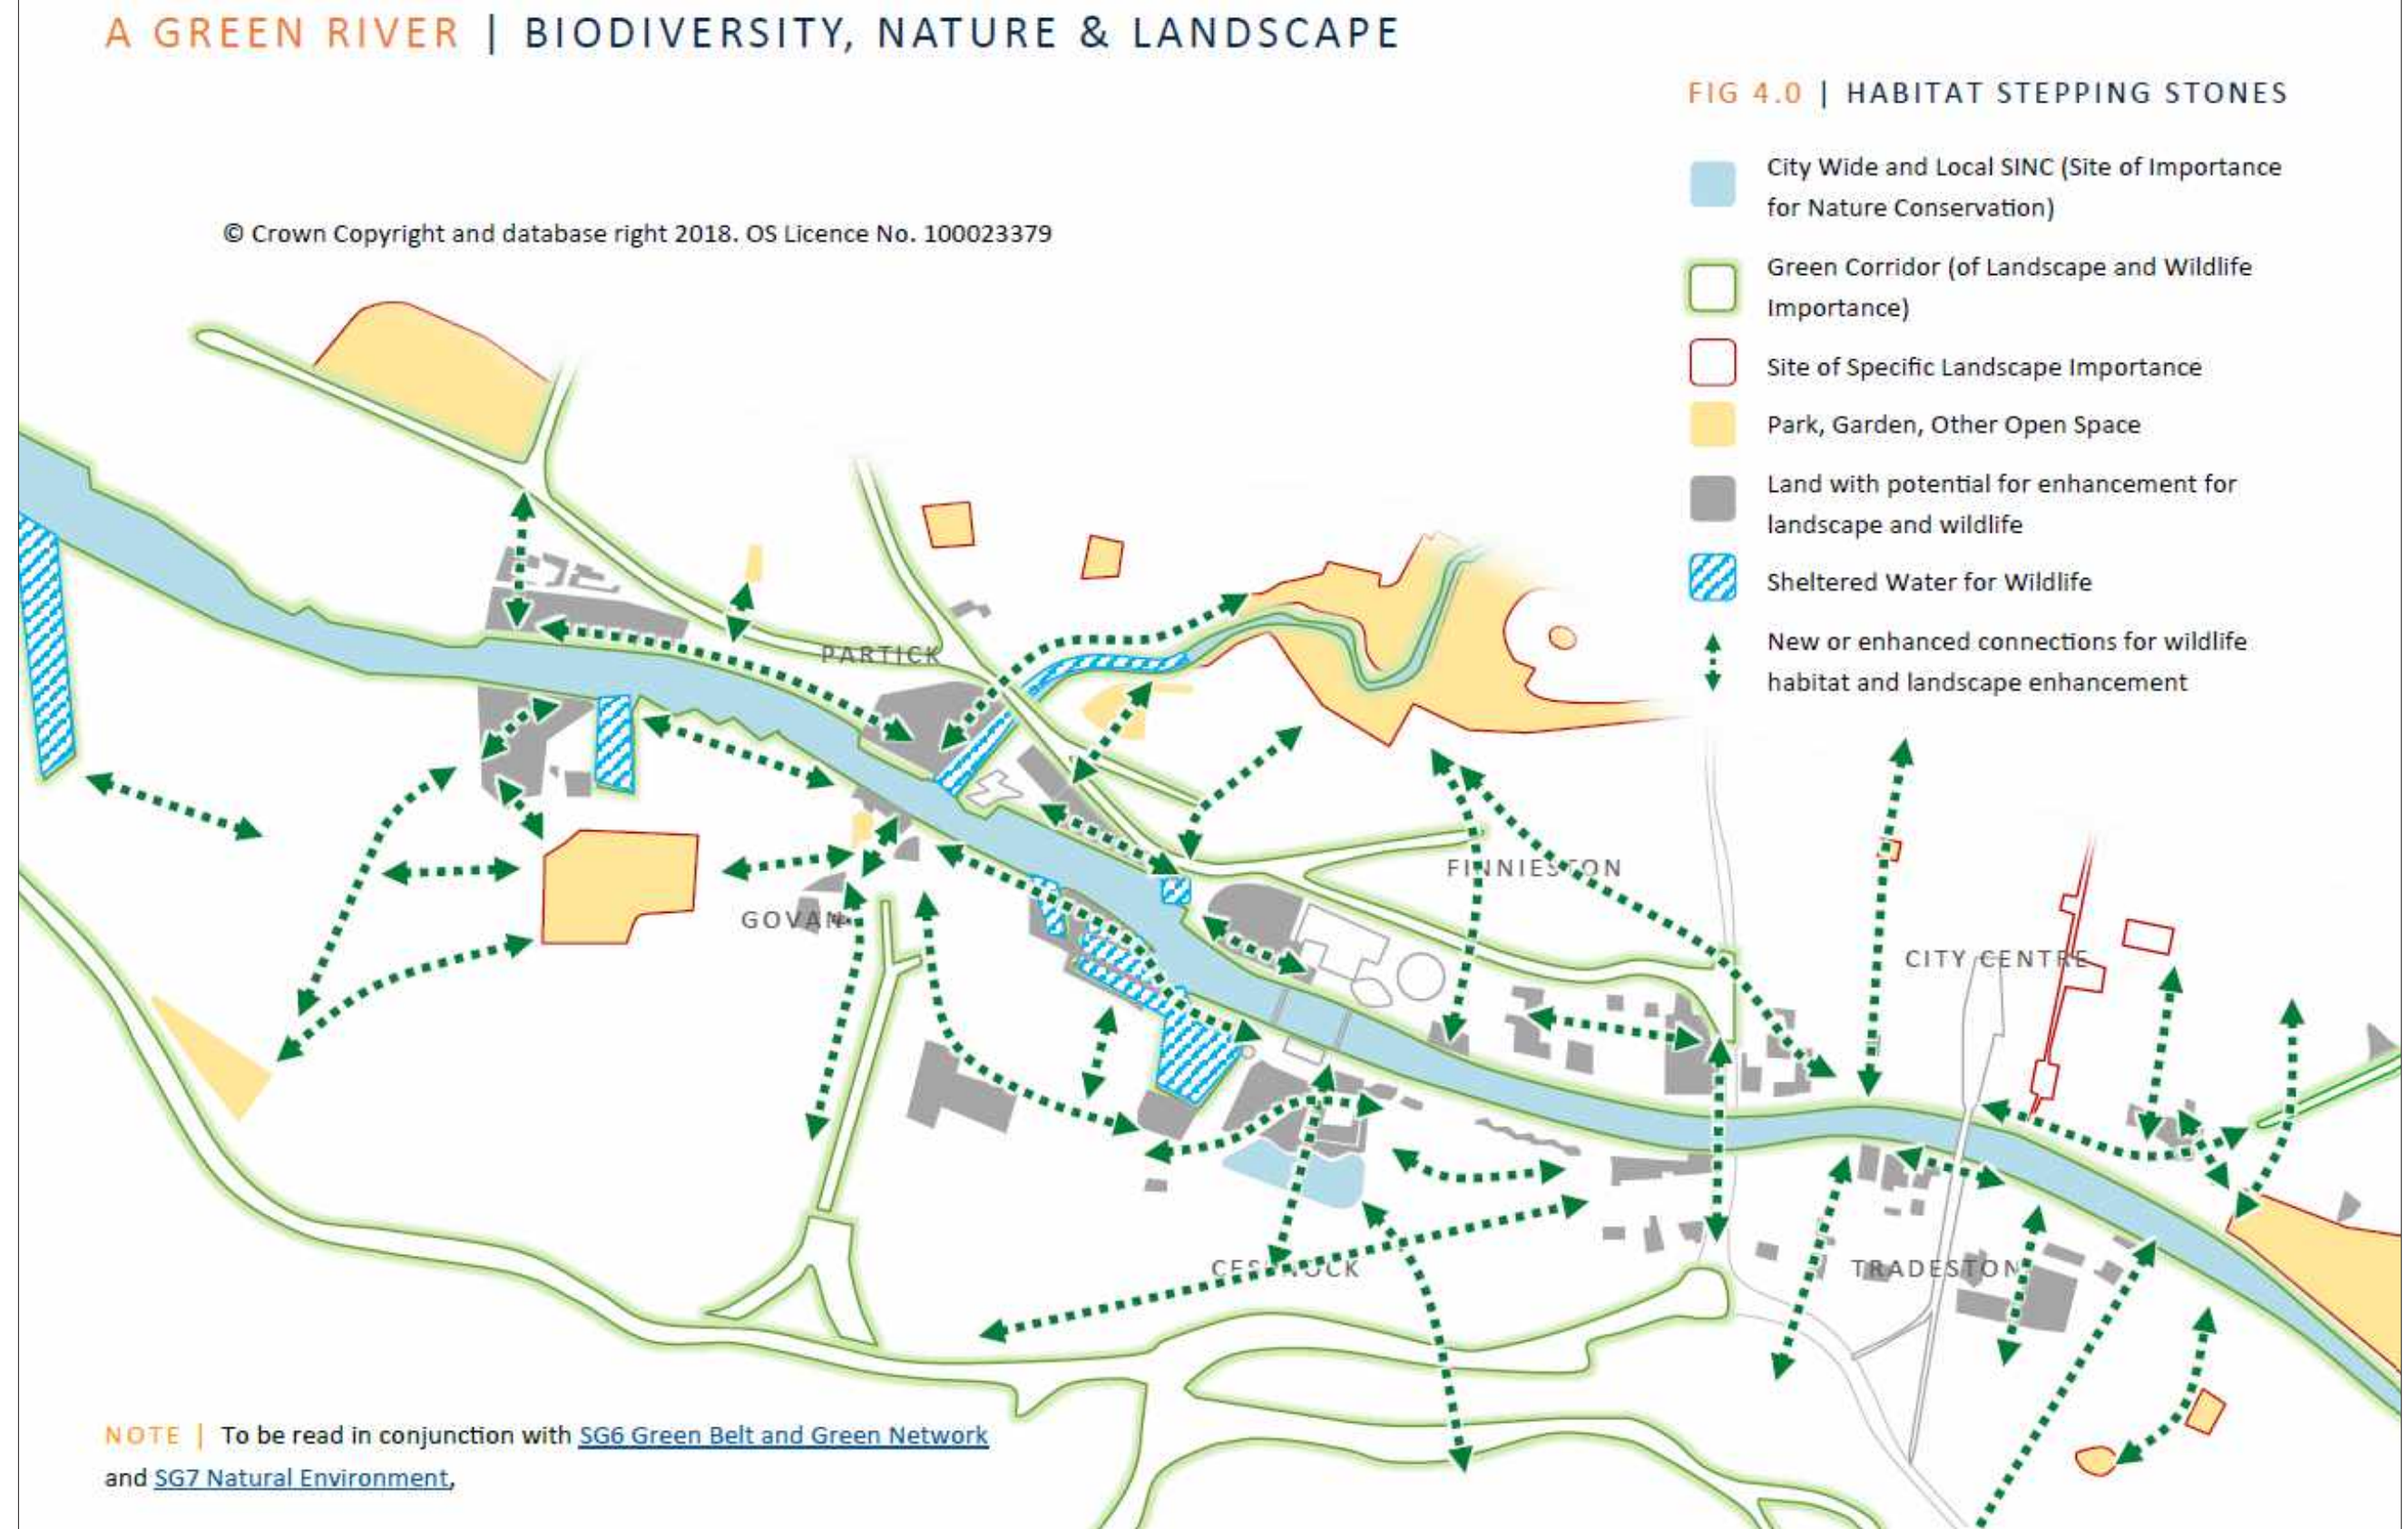 A GREEN RIVER | BIODIVERSITY, NATURE & LANDSCAPE
FIG 4.0 | HABITAT STEPPING STONES
City Wide and Local SINC (Site of Importance
for Nature Conservation)
© Crown Copyright and database right 2018. OS Licence No. 100023379
Green Corridor (of Landscape and Wildlife
Importance)
Site of Specific Landscape Importance
Park, Garden, Other Open Space
Land with potential for enhancement for
landscape and wildlife
Sheltered Water for Wildlife
New or enhanced connections for wildlife
habitat and landscape enhancement
PARTICK
FINNIESTON
GOVAN
CITY CENTRE
CESSNOCK
TRADESTON
NOTE | To be read in conjunction with SG6 Green Belt and Green Network
and SG7 Natural Environment,